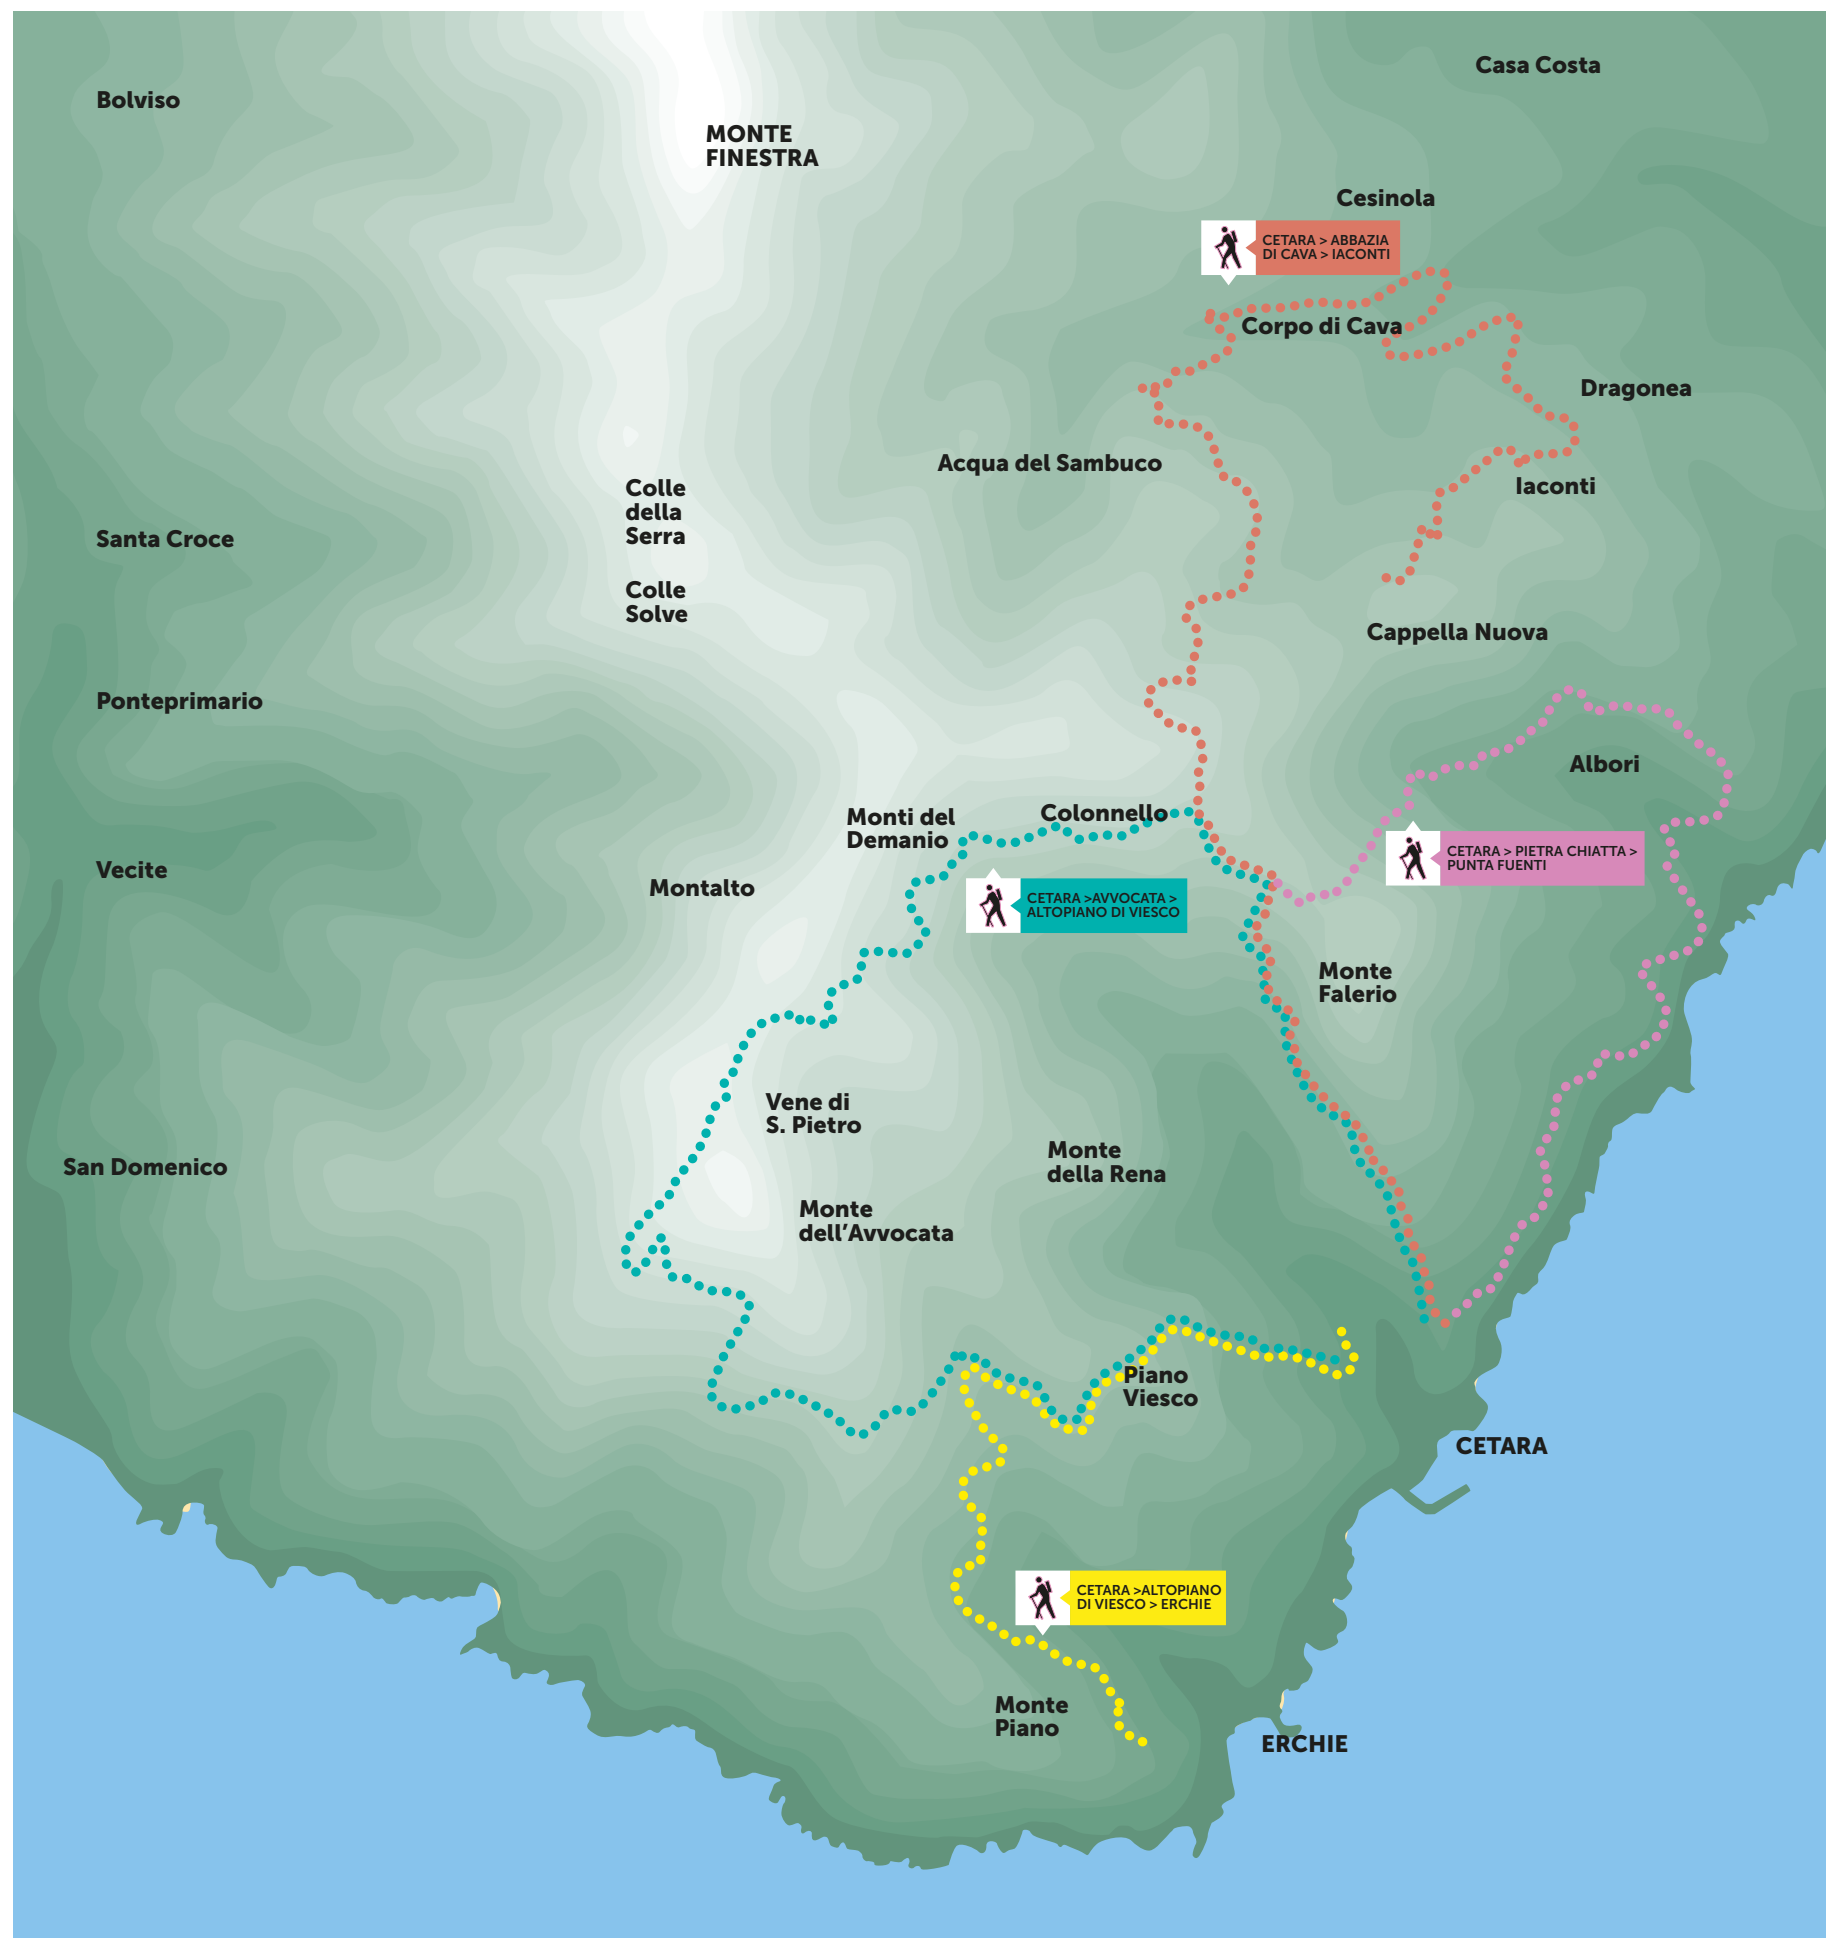 Casa Costa
Bolviso
MONTE
FINESTRA
Cesinola
CETARA > ABBAZIA
DI CAVA > IACONTI
Corpo di Cava
Dragonea
Acqua del Sambuco
Iaconti
Colle
della
Serra
Santa Croce
Colle
Solve
Cappella Nuova
Ponteprimario
Albori
Monti del
Demanio
Colonnello
CETARA > PIETRA CHIATTA >
PUNTA FUENTI
Vecite
Montalto
CETARA >AVVOCATA >
ALTOPIANO DI VIESCO
Monte
Falerio
Vene di
S. Pietro
Monte
della Rena
San Domenico
Monte
dell'Avvocata
Piano
Viesco
CETARA
CETARA >ALTOPIANO
DI VIESCO > ERCHIE
Monte
Piano
ERCHIE